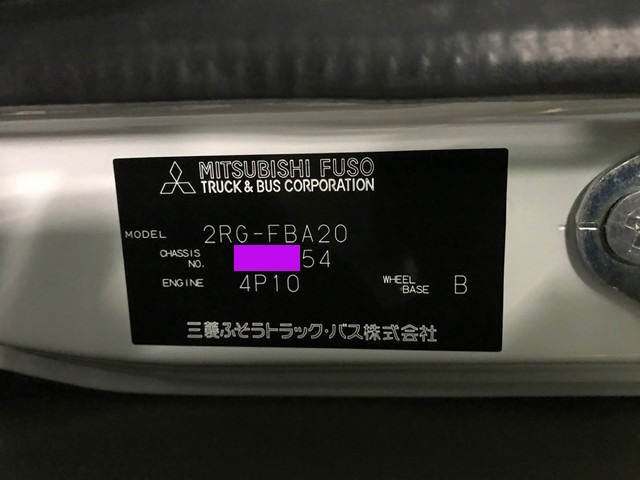 MITSUBISHI FUSO
TRUCK & BUS CORPORATION
MODEL 2RG-FBA20
CHASSIS NO. 54
ENGINE 4P10 WHEEL BASE B
三菱ふそうトラック・バス株式会社